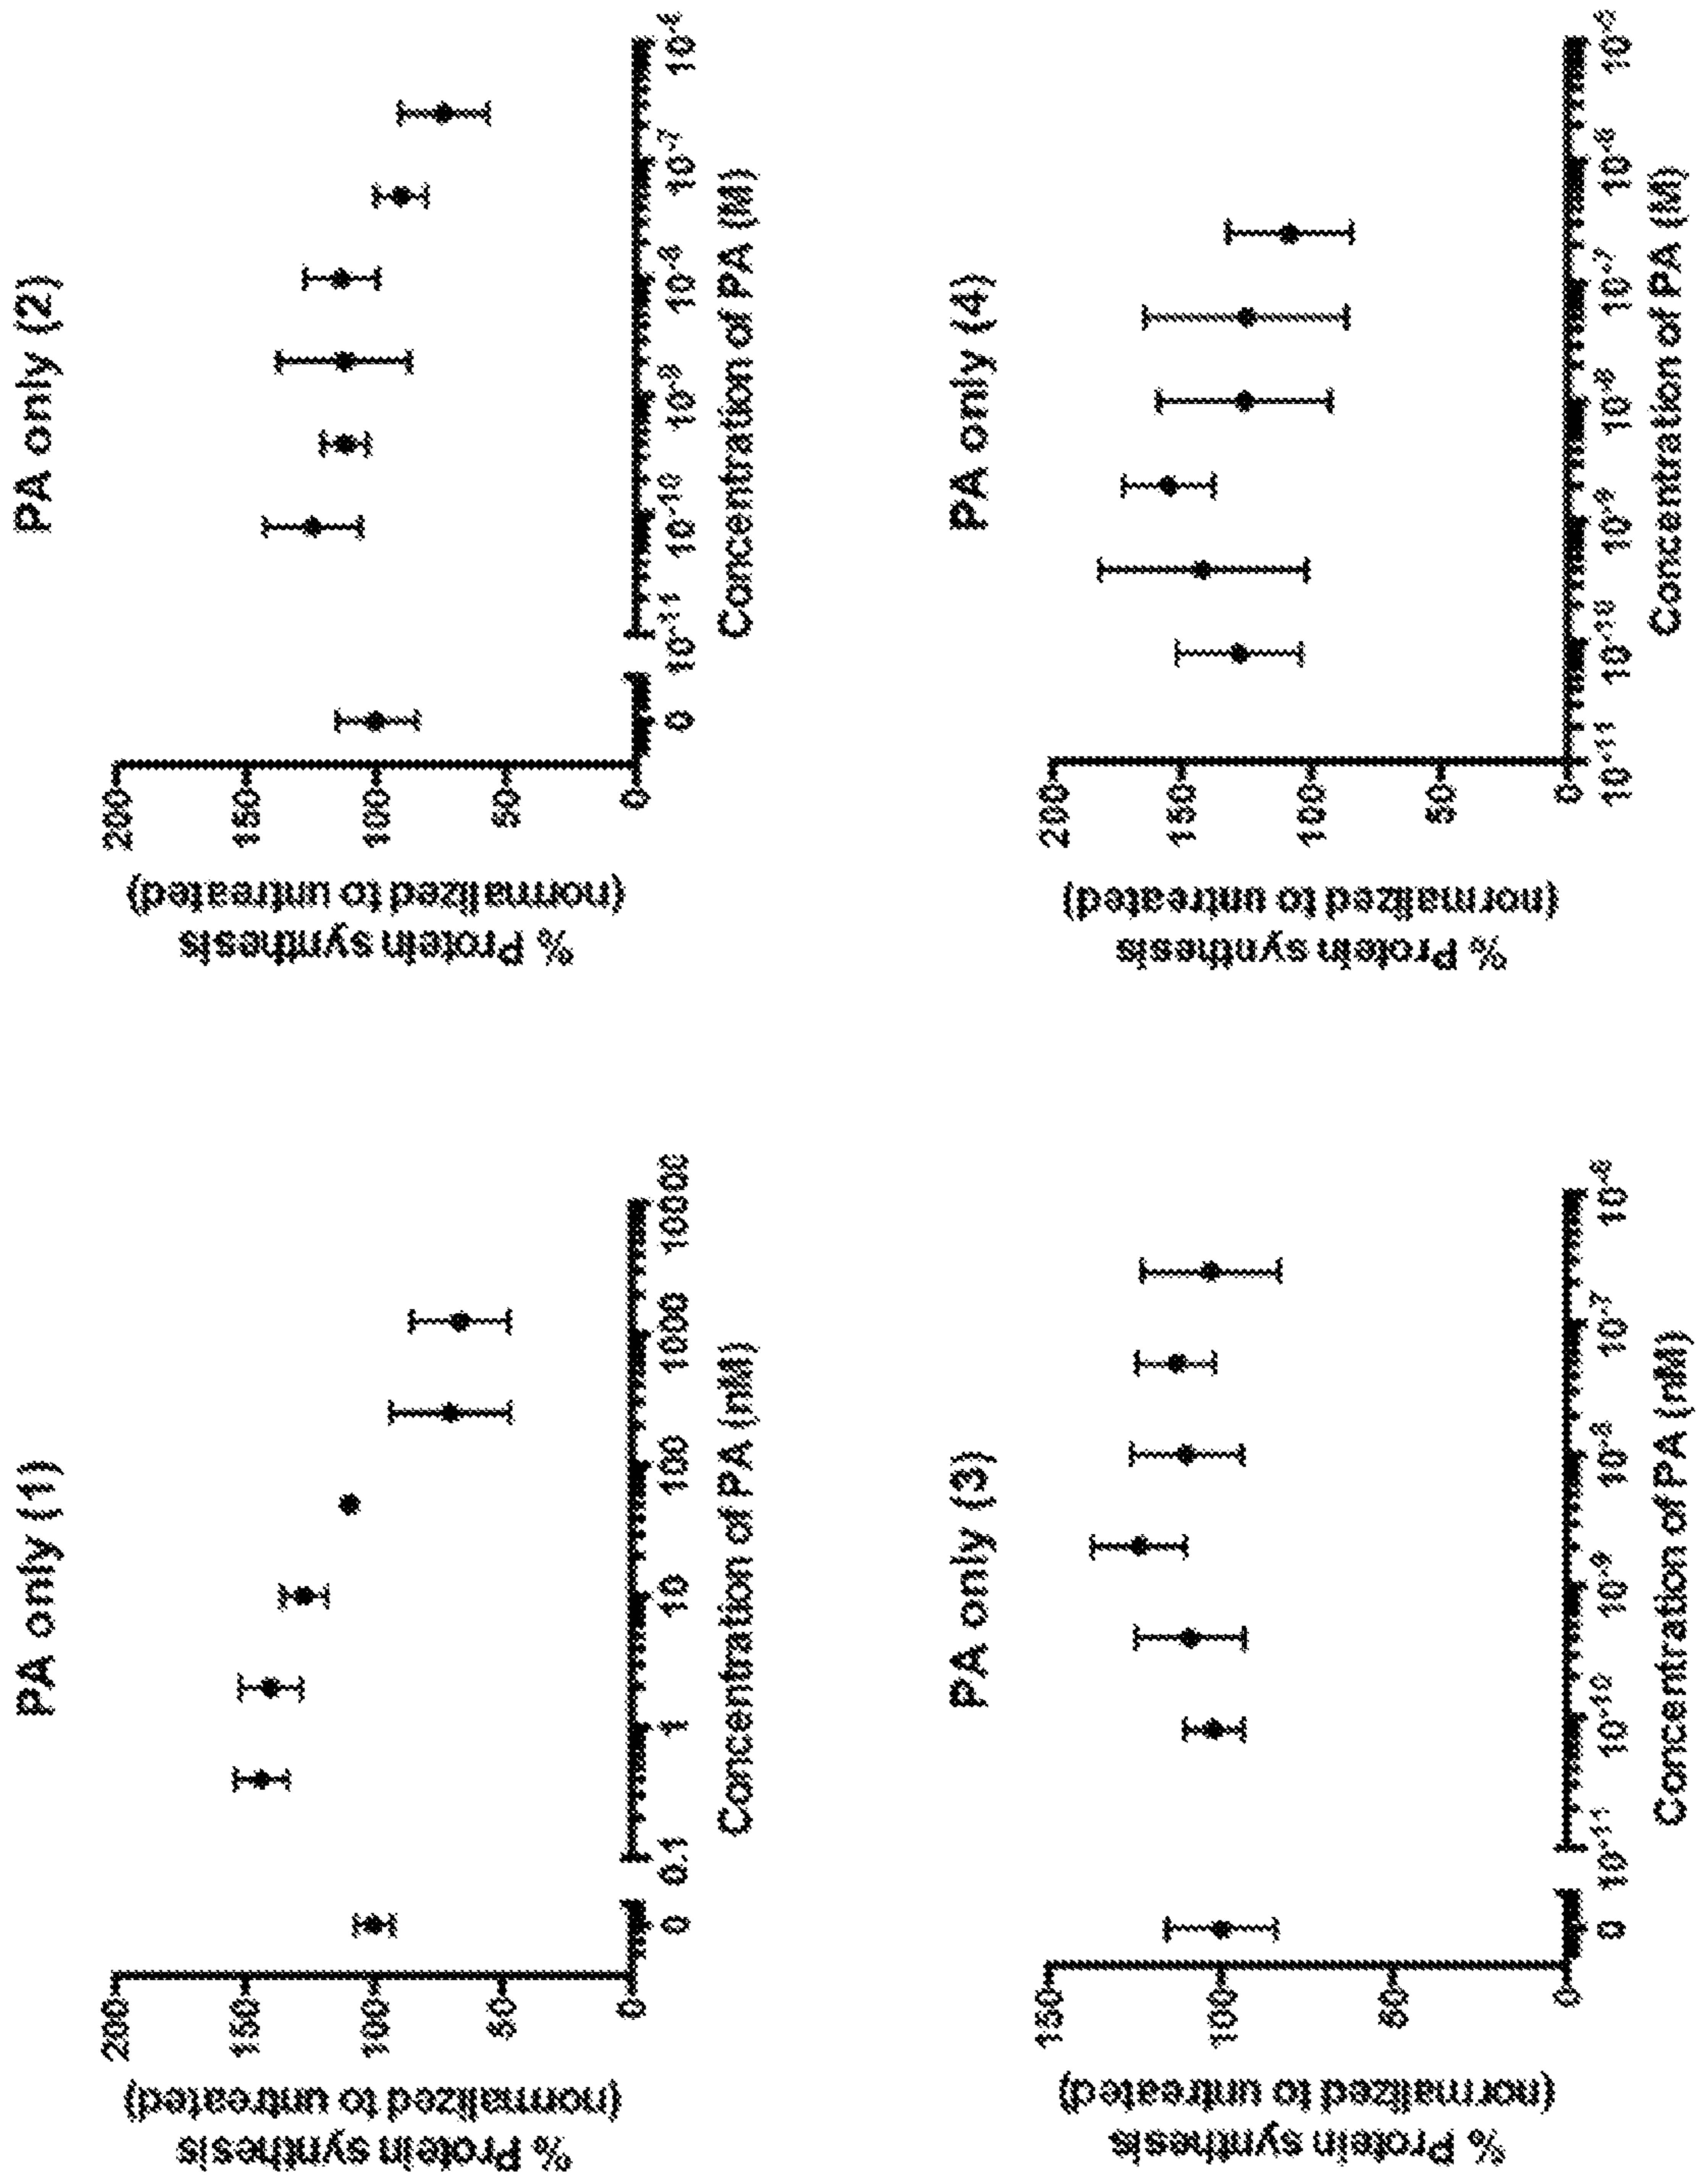 PA only (1)
% Protein synthesis
(normalized to untreated)
200
150
100
50
0
0
0.1
1
10
100
1000
10000
Concentration of PA (nM)
PA only (2)
% Protein synthesis
(normalized to untreated)
200
150
100
50
0
0
10-11
10-10
10-9
10-8
10-7
10-6
Concentration of PA (M)
PA only (3)
% Protein synthesis
(normalized to untreated)
150
100
50
0
0
10-11
10-10
10-9
10-8
10-7
10-6
Concentration of PA (nM)
PA only (4)
% Protein synthesis
(normalized to untreated)
200
150
100
50
0
10-11
10-10
10-9
10-8
10-7
10-6
Concentration of PA (M)